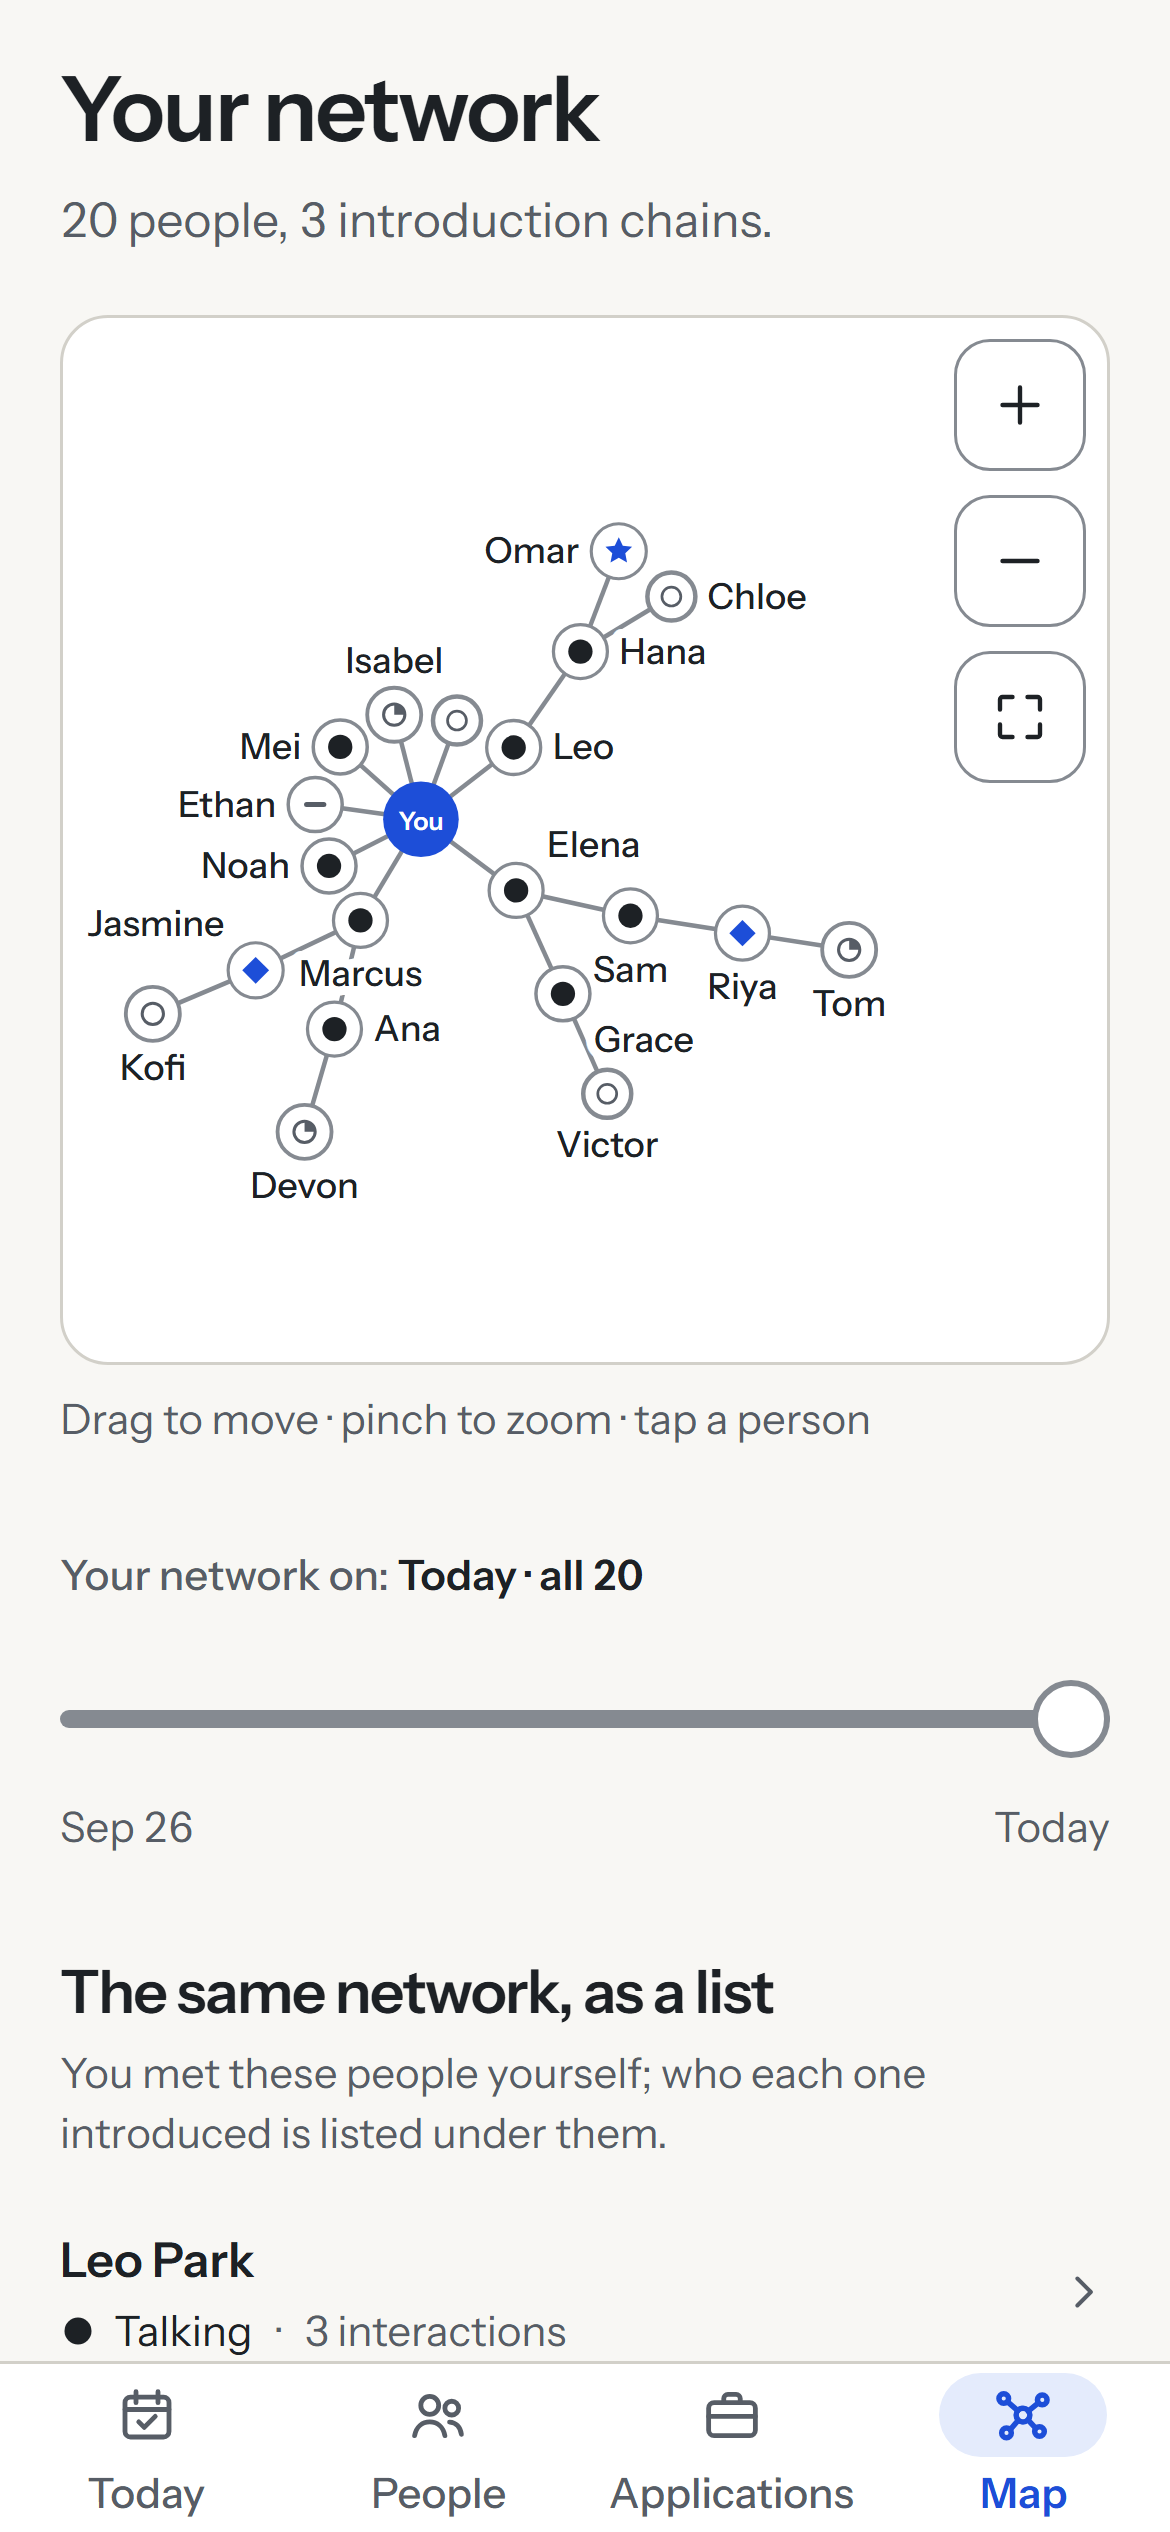 Your network
20 people, 3 introduction chains.
Omar
Chloe
Hana
Isabel
Mei
Leo
Ethan
You
Elena
Noah
Jasmine
Marcus
Sam
Riya
Tom
Ana
Grace
Kofi
Victor
Devon
Drag to move · pinch to zoom · tap a person
Your network on: Today · all 20
Sep 26
Today
The same network, as a list
You met these people yourself; who each one
introduced is listed under them.
Leo Park
Talking · 3 interactions
Today
People
Applications
Map